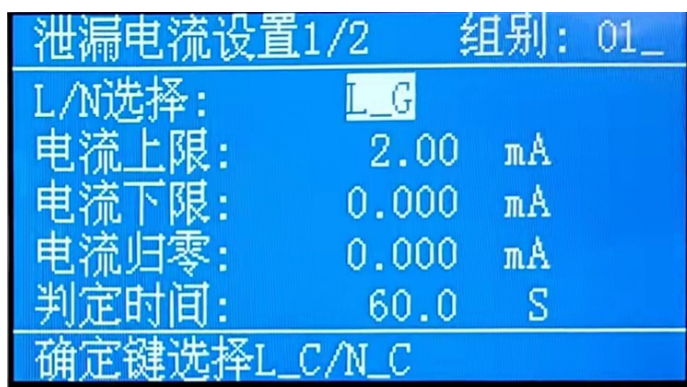 泄漏电流设置1/2 组别: 01_
L/N选择: L_G
电流上限: 2.00 mA
电流下限: 0.000 mA
电流归零: 0.000 mA
判定时间: 60.0 S
确定键选择L_C/N_C